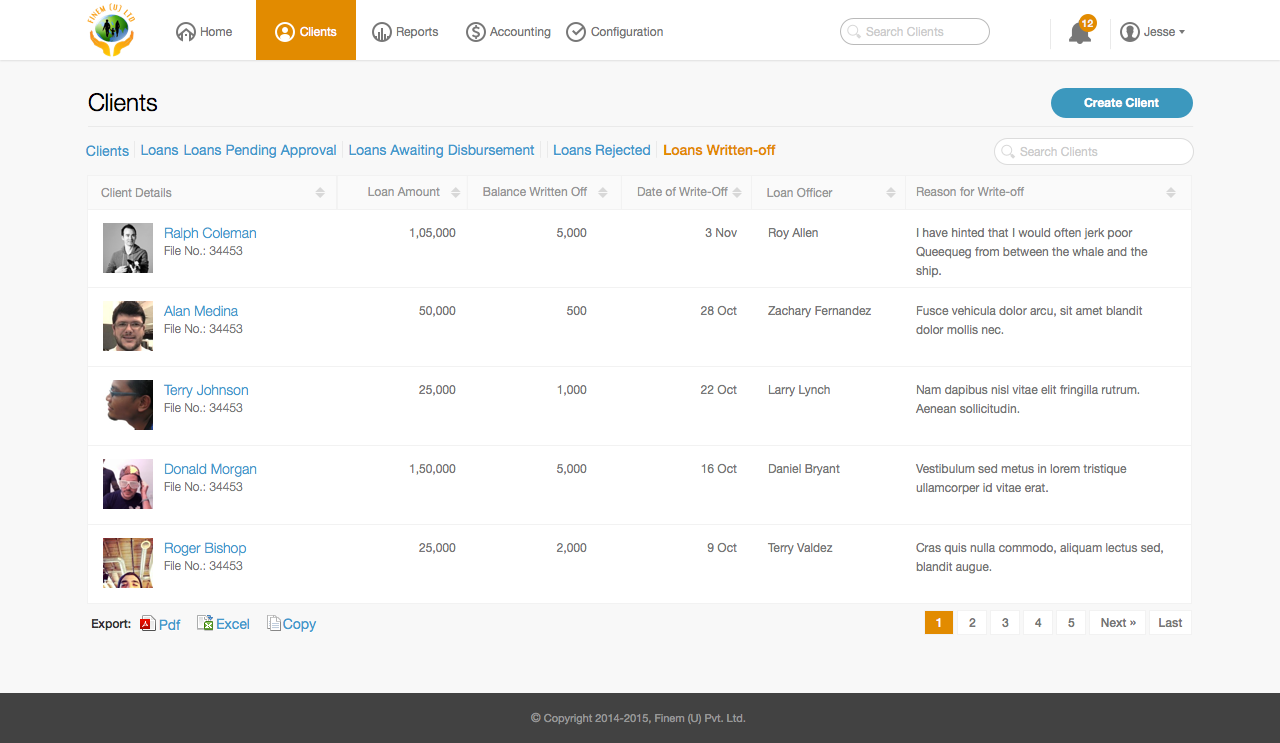 FINEM (U) LTD
Home
Clients
Reports
Accounting
Configuration
Search Clients
12
Jesse
Clients
Create Client
Clients
Loans
Loans Pending Approval
Loans Awaiting Disbursement
Loans Rejected
Loans Written-off
Search Clients
Client Details
Loan Amount
Balance Written Off
Date of Write-Off
Loan Officer
Reason for Write-off
Ralph Coleman
File No.: 34453
1,05,000
5,000
3 Nov
Roy Allen
I have hinted that I would often jerk poor
Queequeg from between the whale and the
ship.
Alan Medina
File No.: 34453
50,000
500
28 Oct
Zachary Fernandez
Fusce vehicula dolor arcu, sit amet blandit
dolor mollis nec.
Terry Johnson
File No.: 34453
25,000
1,000
22 Oct
Larry Lynch
Nam dapibus nisl vitae elit fringilla rutrum.
Aenean sollicitudin.
Donald Morgan
File No.: 34453
1,50,000
5,000
16 Oct
Daniel Bryant
Vestibulum sed metus in lorem tristique
ullamcorper id vitae erat.
Roger Bishop
File No.: 34453
25,000
2,000
9 Oct
Terry Valdez
Cras quis nulla commodo, aliquam lectus sed,
blandit augue.
Export:
Pdf
Excel
Copy
1
2
3
4
5
Next »
Last
© Copyright 2014-2015, Finem (U) Pvt. Ltd.